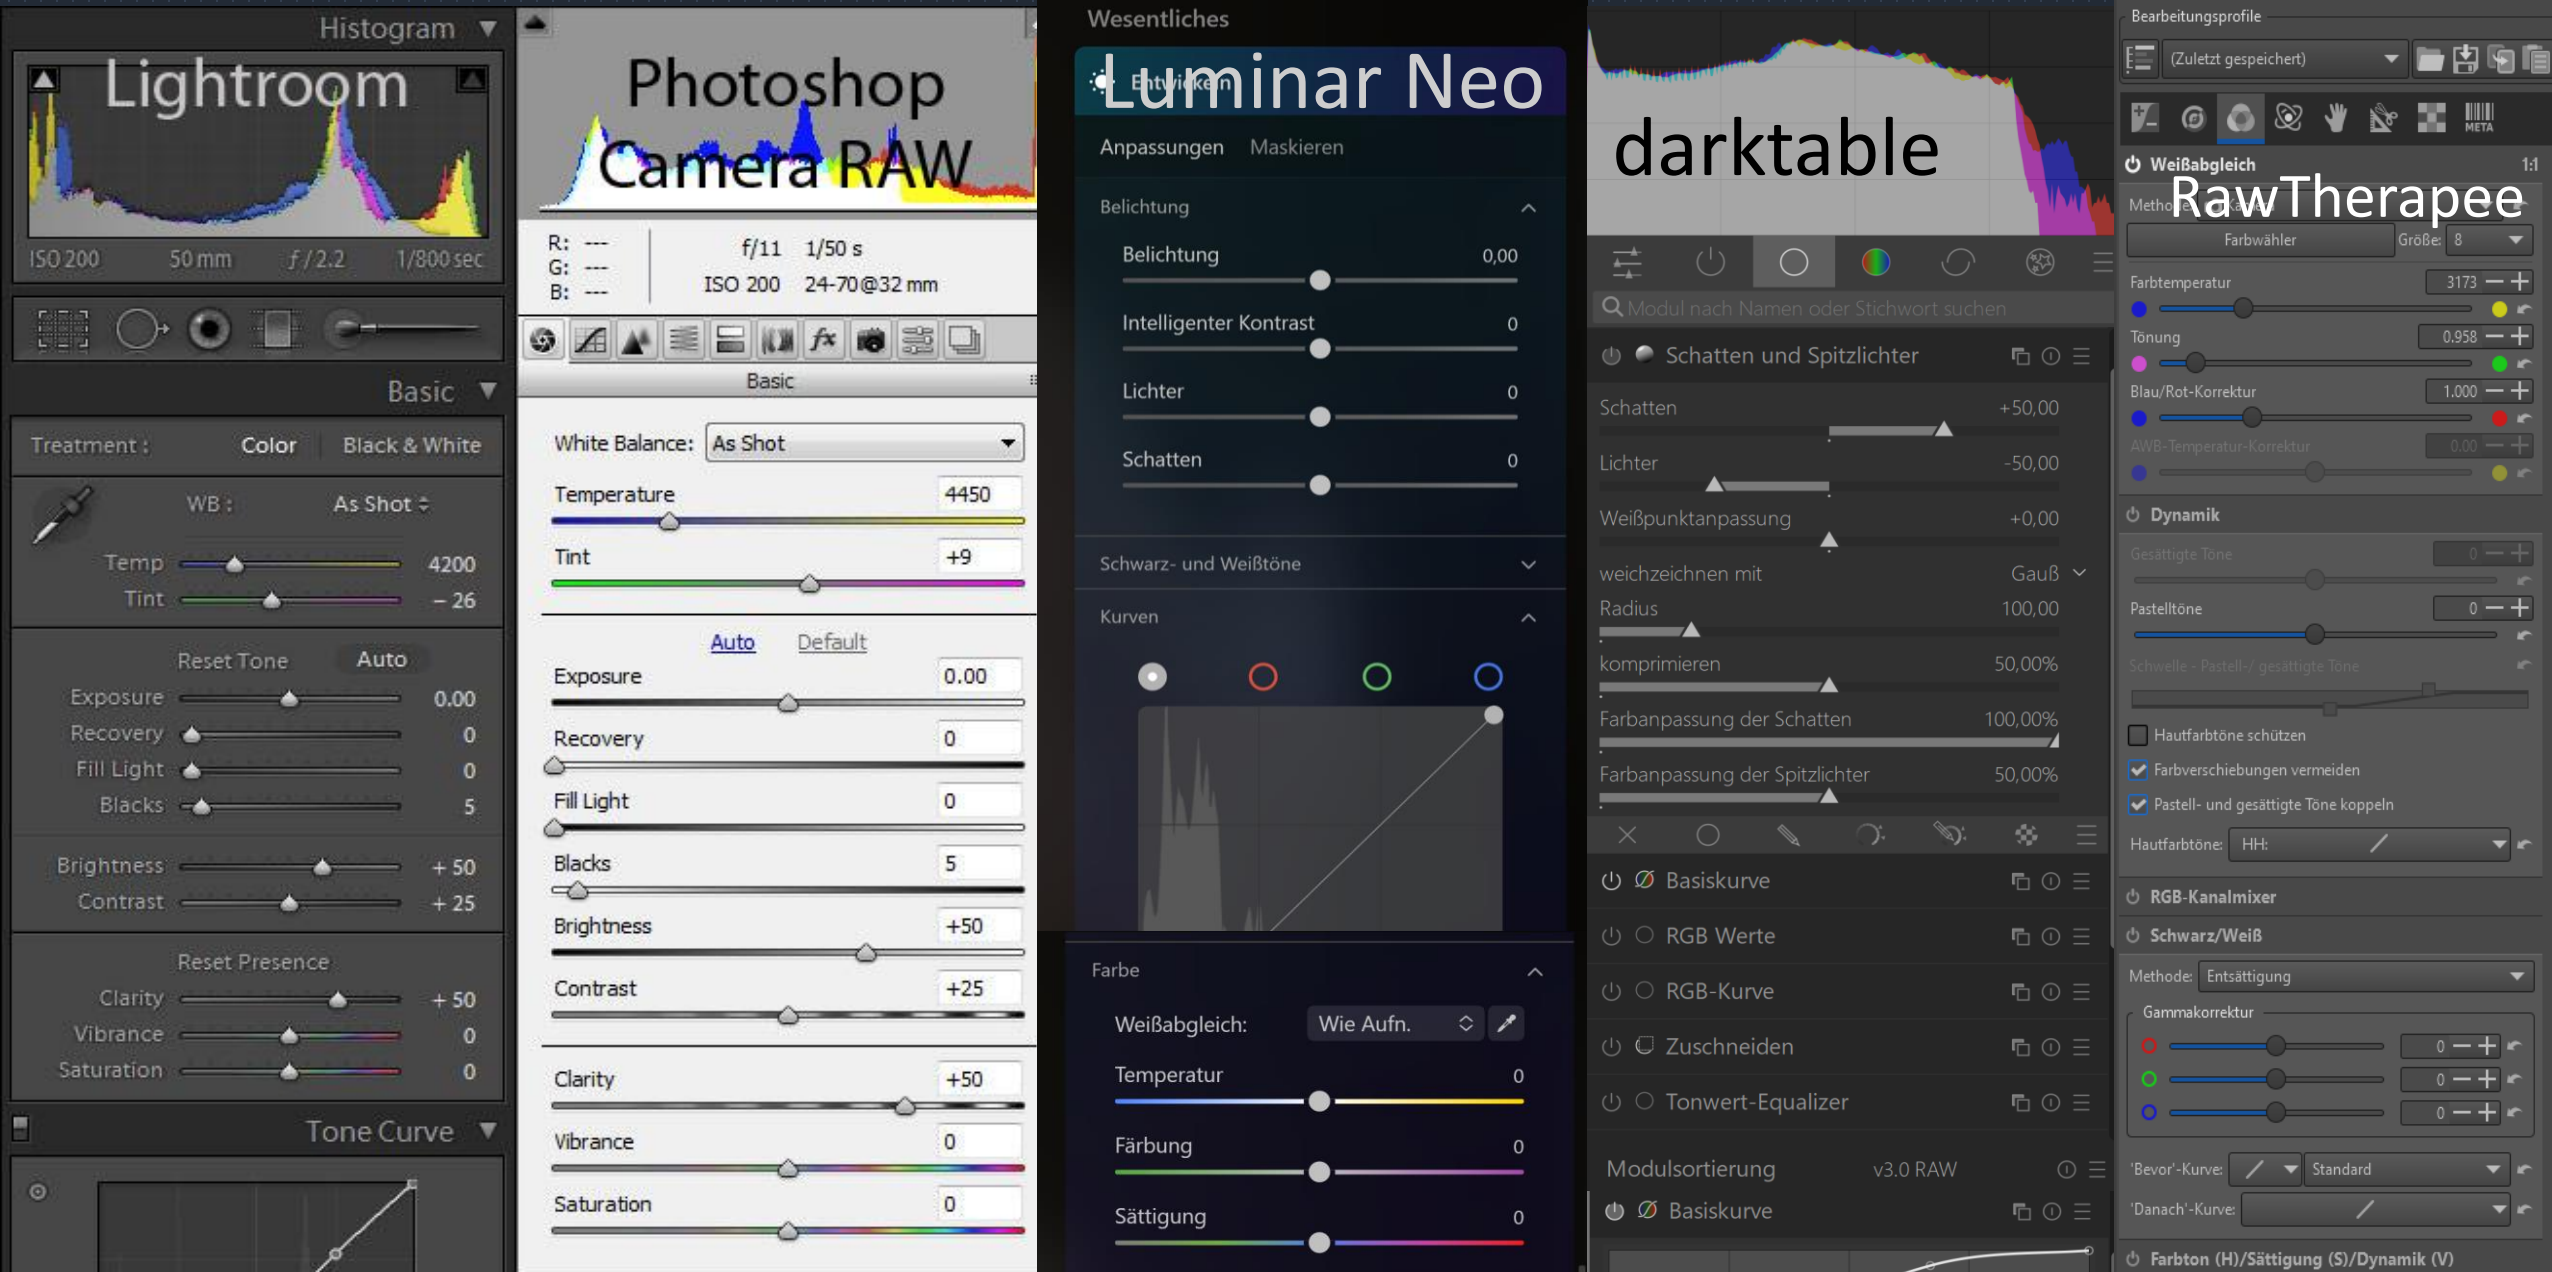 Histogram
Lightroom
ISO 200 50 mm ƒ / 2.2 1/800 sec
Basic
Treatment : Color Black & White
WB : As Shot
Temp 4200
Tint – 26
Reset Tone Auto
Exposure 0.00
Recovery 0
Fill Light 0
Blacks 5
Brightness + 50
Contrast + 25
Reset Presence
Clarity + 50
Vibrance 0
Saturation 0
Tone Curve
Photoshop
Camera RAW
R: ---
G: ---
B: ---
f/11 1/50 s
ISO 200 24-70@32 mm
fx
Basic
White Balance: As Shot
Temperature 4450
Tint +9
Auto Default
Exposure 0.00
Recovery 0
Fill Light 0
Blacks 5
Brightness +50
Contrast +25
Clarity +50
Vibrance 0
Saturation 0
Wesentliches
Entwickeln
Luminar Neo
Anpassungen Maskieren
Belichtung
Belichtung 0,00
Intelligenter Kontrast 0
Lichter 0
Schatten 0
Schwarz- und Weißtöne
Kurven
Farbe
Weißabgleich: Wie Aufn.
Temperatur 0
Färbung 0
Sättigung 0
darktable
Modul nach Namen oder Stichwort suchen
Schatten und Spitzlichter
Schatten +50,00
Lichter -50,00
Weißpunktanpassung +0,00
weichzeichnen mit Gauß
Radius 100,00
komprimieren 50,00%
Farbanpassung der Schatten 100,00%
Farbanpassung der Spitzlichter 50,00%
Basiskurve
RGB Werte
RGB-Kurve
Zuschneiden
Tonwert-Equalizer
Modulsortierung v3.0 RAW
Basiskurve
Bearbeitungsprofile
(Zuletzt gespeichert)
META
Weißabgleich 1:1
RawTherapee
Farbwähler Größe: 8
Farbtemperatur 3173
Tönung 0.958
Blau/Rot-Korrektur 1.000
AWB-Temperatur-Korrektur 0.00
Dynamik
Gesättigte Töne 0
Pastelltöne 0
Schwelle - Pastell-/ gesättigte Töne
Hautfarbtöne schützen
Farbverschiebungen vermeiden
Pastell- und gesättigte Töne koppeln
Hautfarbtöne: HH:
RGB-Kanalmixer
Schwarz/Weiß
Methode: Entsättigung
Gammakorrektur
0
0
0
'Bevor'-Kurve: Standard
'Danach'-Kurve:
Farbton (H)/Sättigung (S)/Dynamik (V)